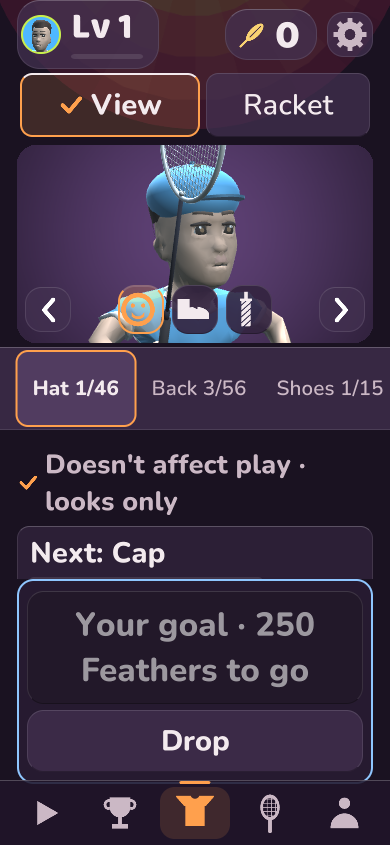 Lv 1
0
View
Racket
Hat 1/46
Back 3/56
Shoes 1/15
Doesn't affect play ·
looks only
Next: Cap
Your goal · 250
Feathers to go
Drop